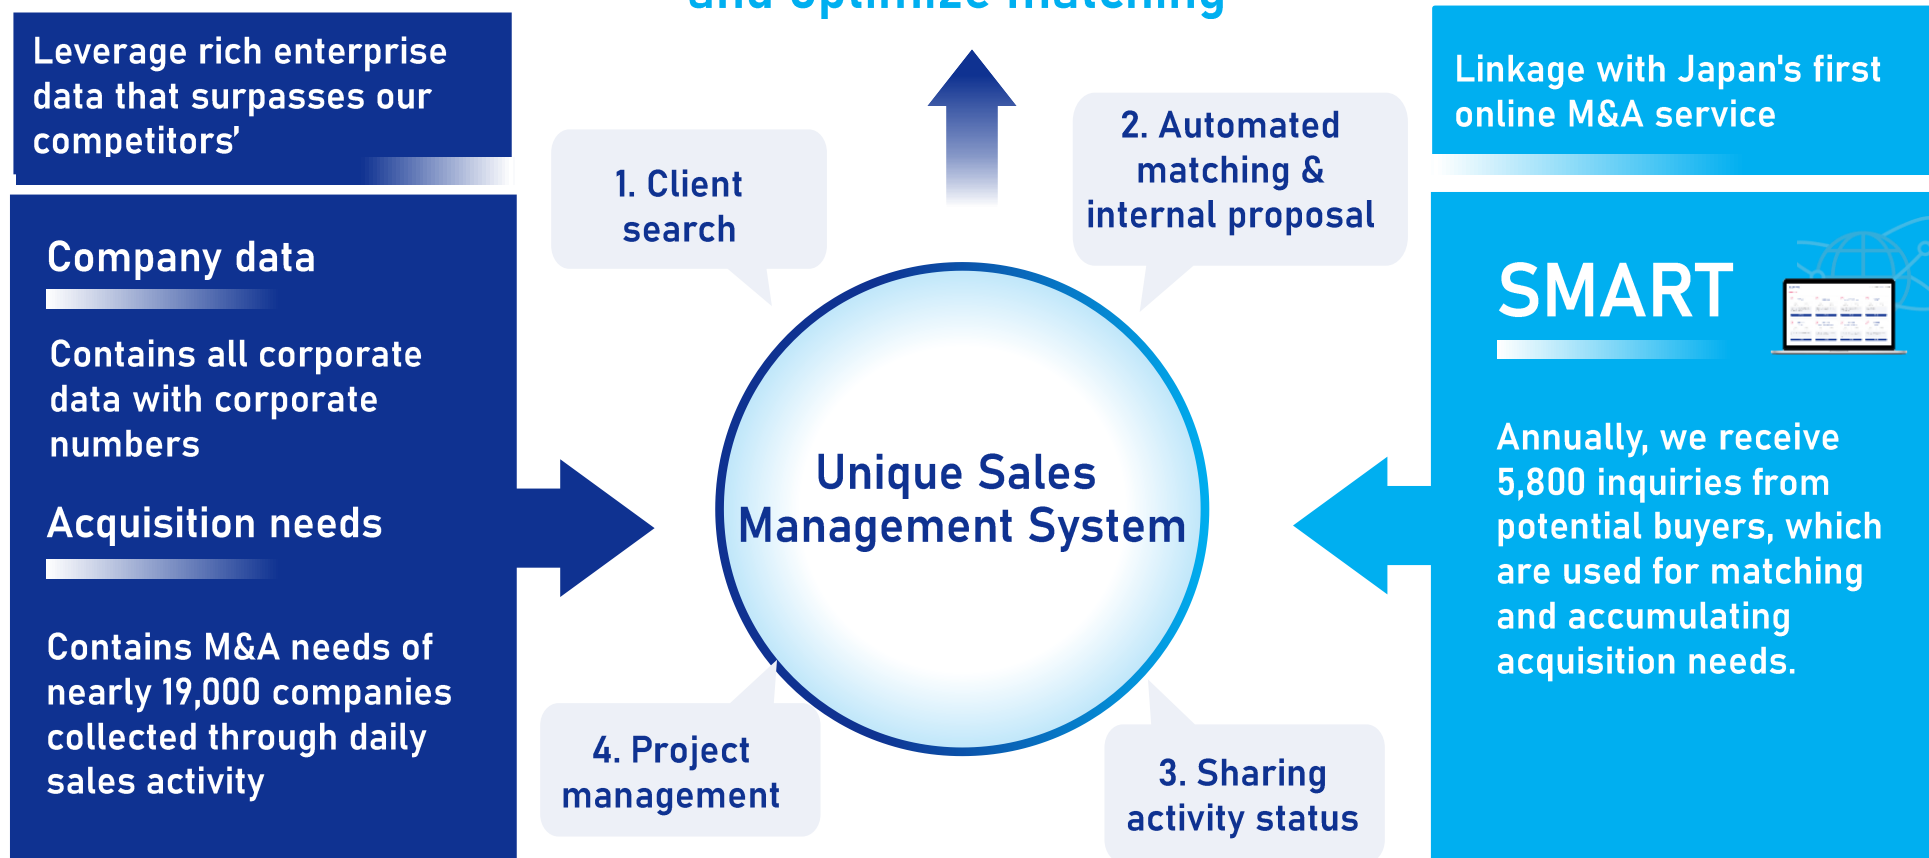 and optimize matching
Leverage rich enterprise
data that surpasses our
competitors’
Company data
Contains all corporate
data with corporate
numbers
Acquisition needs
Contains M&A needs of
nearly 19,000 companies
collected through daily
sales activity
1. Client
search
2. Automated
matching &
internal proposal
Unique Sales
Management System
4. Project
management
3. Sharing
activity status
Linkage with Japan's first
online M&A service
SMART
Annually, we receive
5,800 inquiries from
potential buyers, which
are used for matching
and accumulating
acquisition needs.